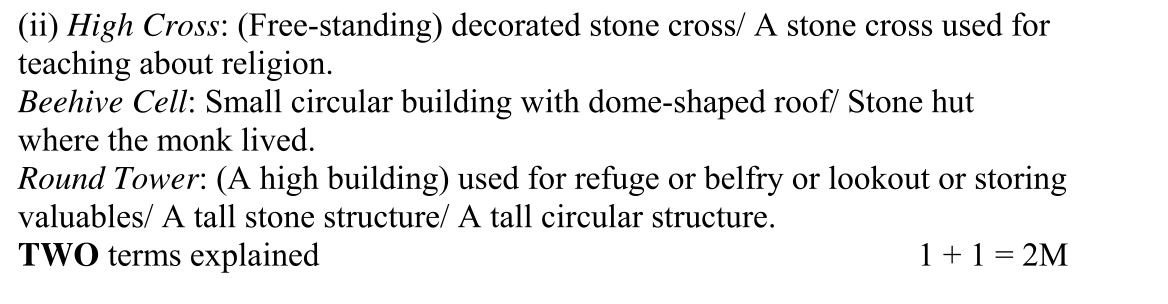 (ii) High Cross: (Free-standing) decorated stone cross/ A stone cross used for
teaching about religion.
Beehive Cell: Small circular building with dome-shaped roof/ Stone hut
where the monk lived.
Round Tower: (A high building) used for refuge or belfry or lookout or storing
valuables/ A tall stone structure/ A tall circular structure.
TWO terms explained 1 + 1 = 2M